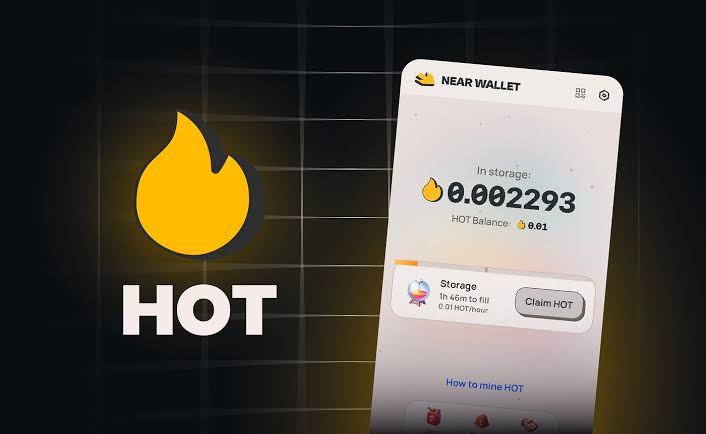 HOT
NEAR WALLET
In storage:
0.002293
HOT Balance: 0.01
Storage
1h 46m to fill
0.01 HOT/hour
Claim HOT
How to mine HOT